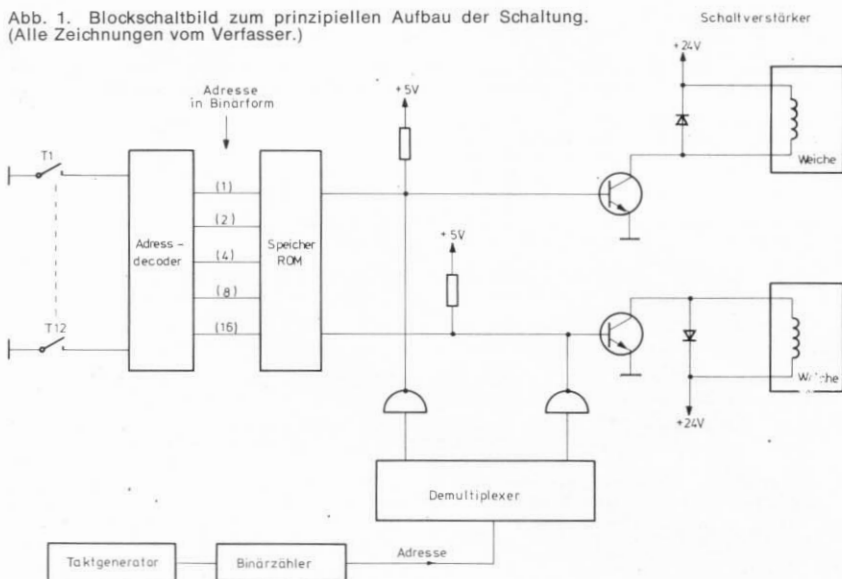 Abb. 1. Blockschaltbild zum prinzipiellen Aufbau der Schaltung.
(Alle Zeichnungen vom Verfasser.)
Schaltverstärker
+24V
Adresse
in Binärform
+5V
T1
Weiche
(1)
(2)
Adress-
decoder
(4)
Speicher
ROM
+5V
(8)
T12
(16)
+24V
Demultiplexer
Taktgenerator
Binärzähler
Adresse